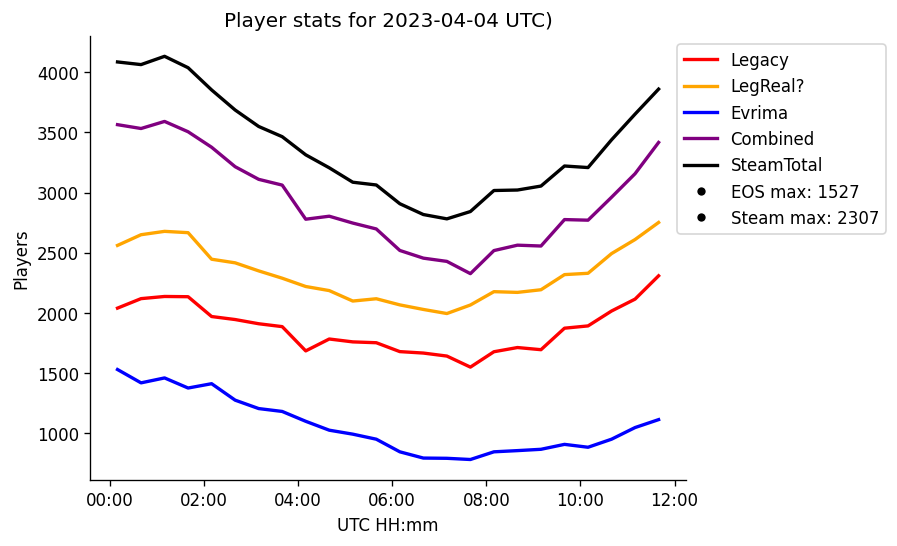 Player stats for 2023-04-04 UTC)
Legacy
LegReal?
Evrima
Combined
SteamTotal
EOS max: 1527
Steam max: 2307
4000
3500
3000
2500
2000
1500
1000
Players
00:00 02:00 04:00 06:00 08:00 10:00 12:00
UTC HH:mm